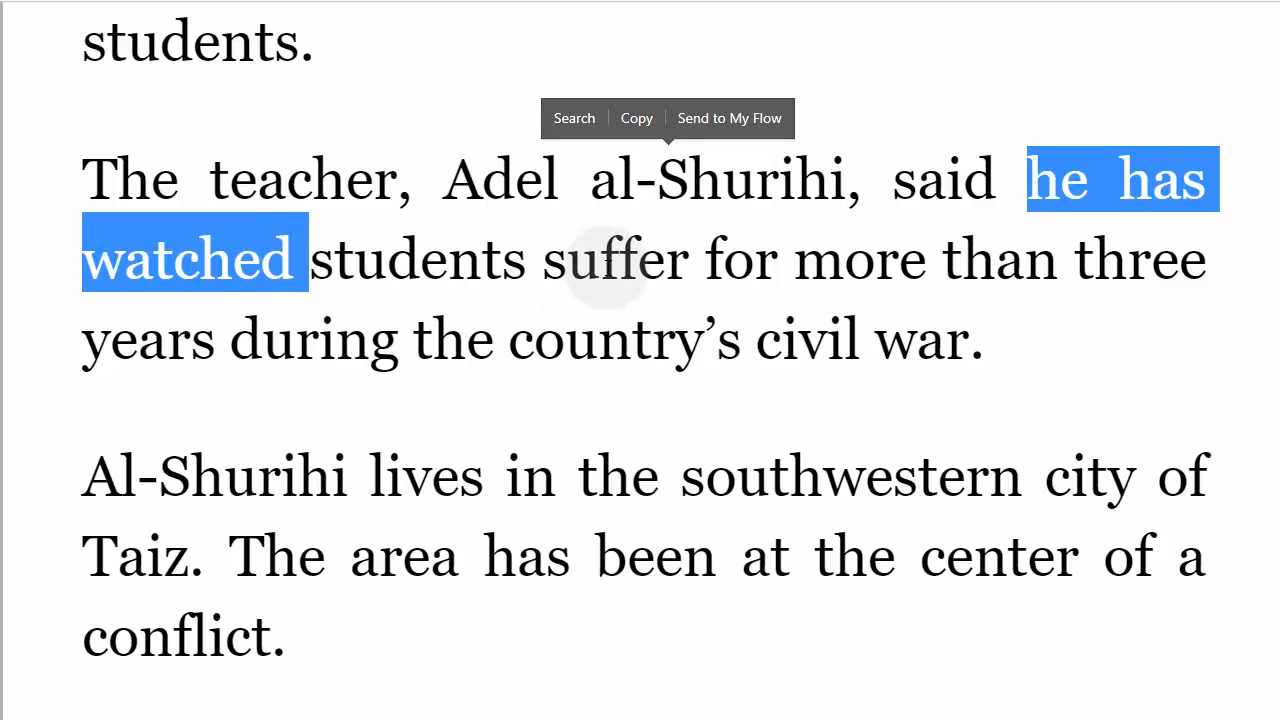 students.
Search Copy Send to My Flow
The teacher, Adel al-Shurihi, said he has
watched students suffer for more than three
years during the country’s civil war.
Al-Shurihi lives in the southwestern city of
Taiz. The area has been at the center of a
conflict.